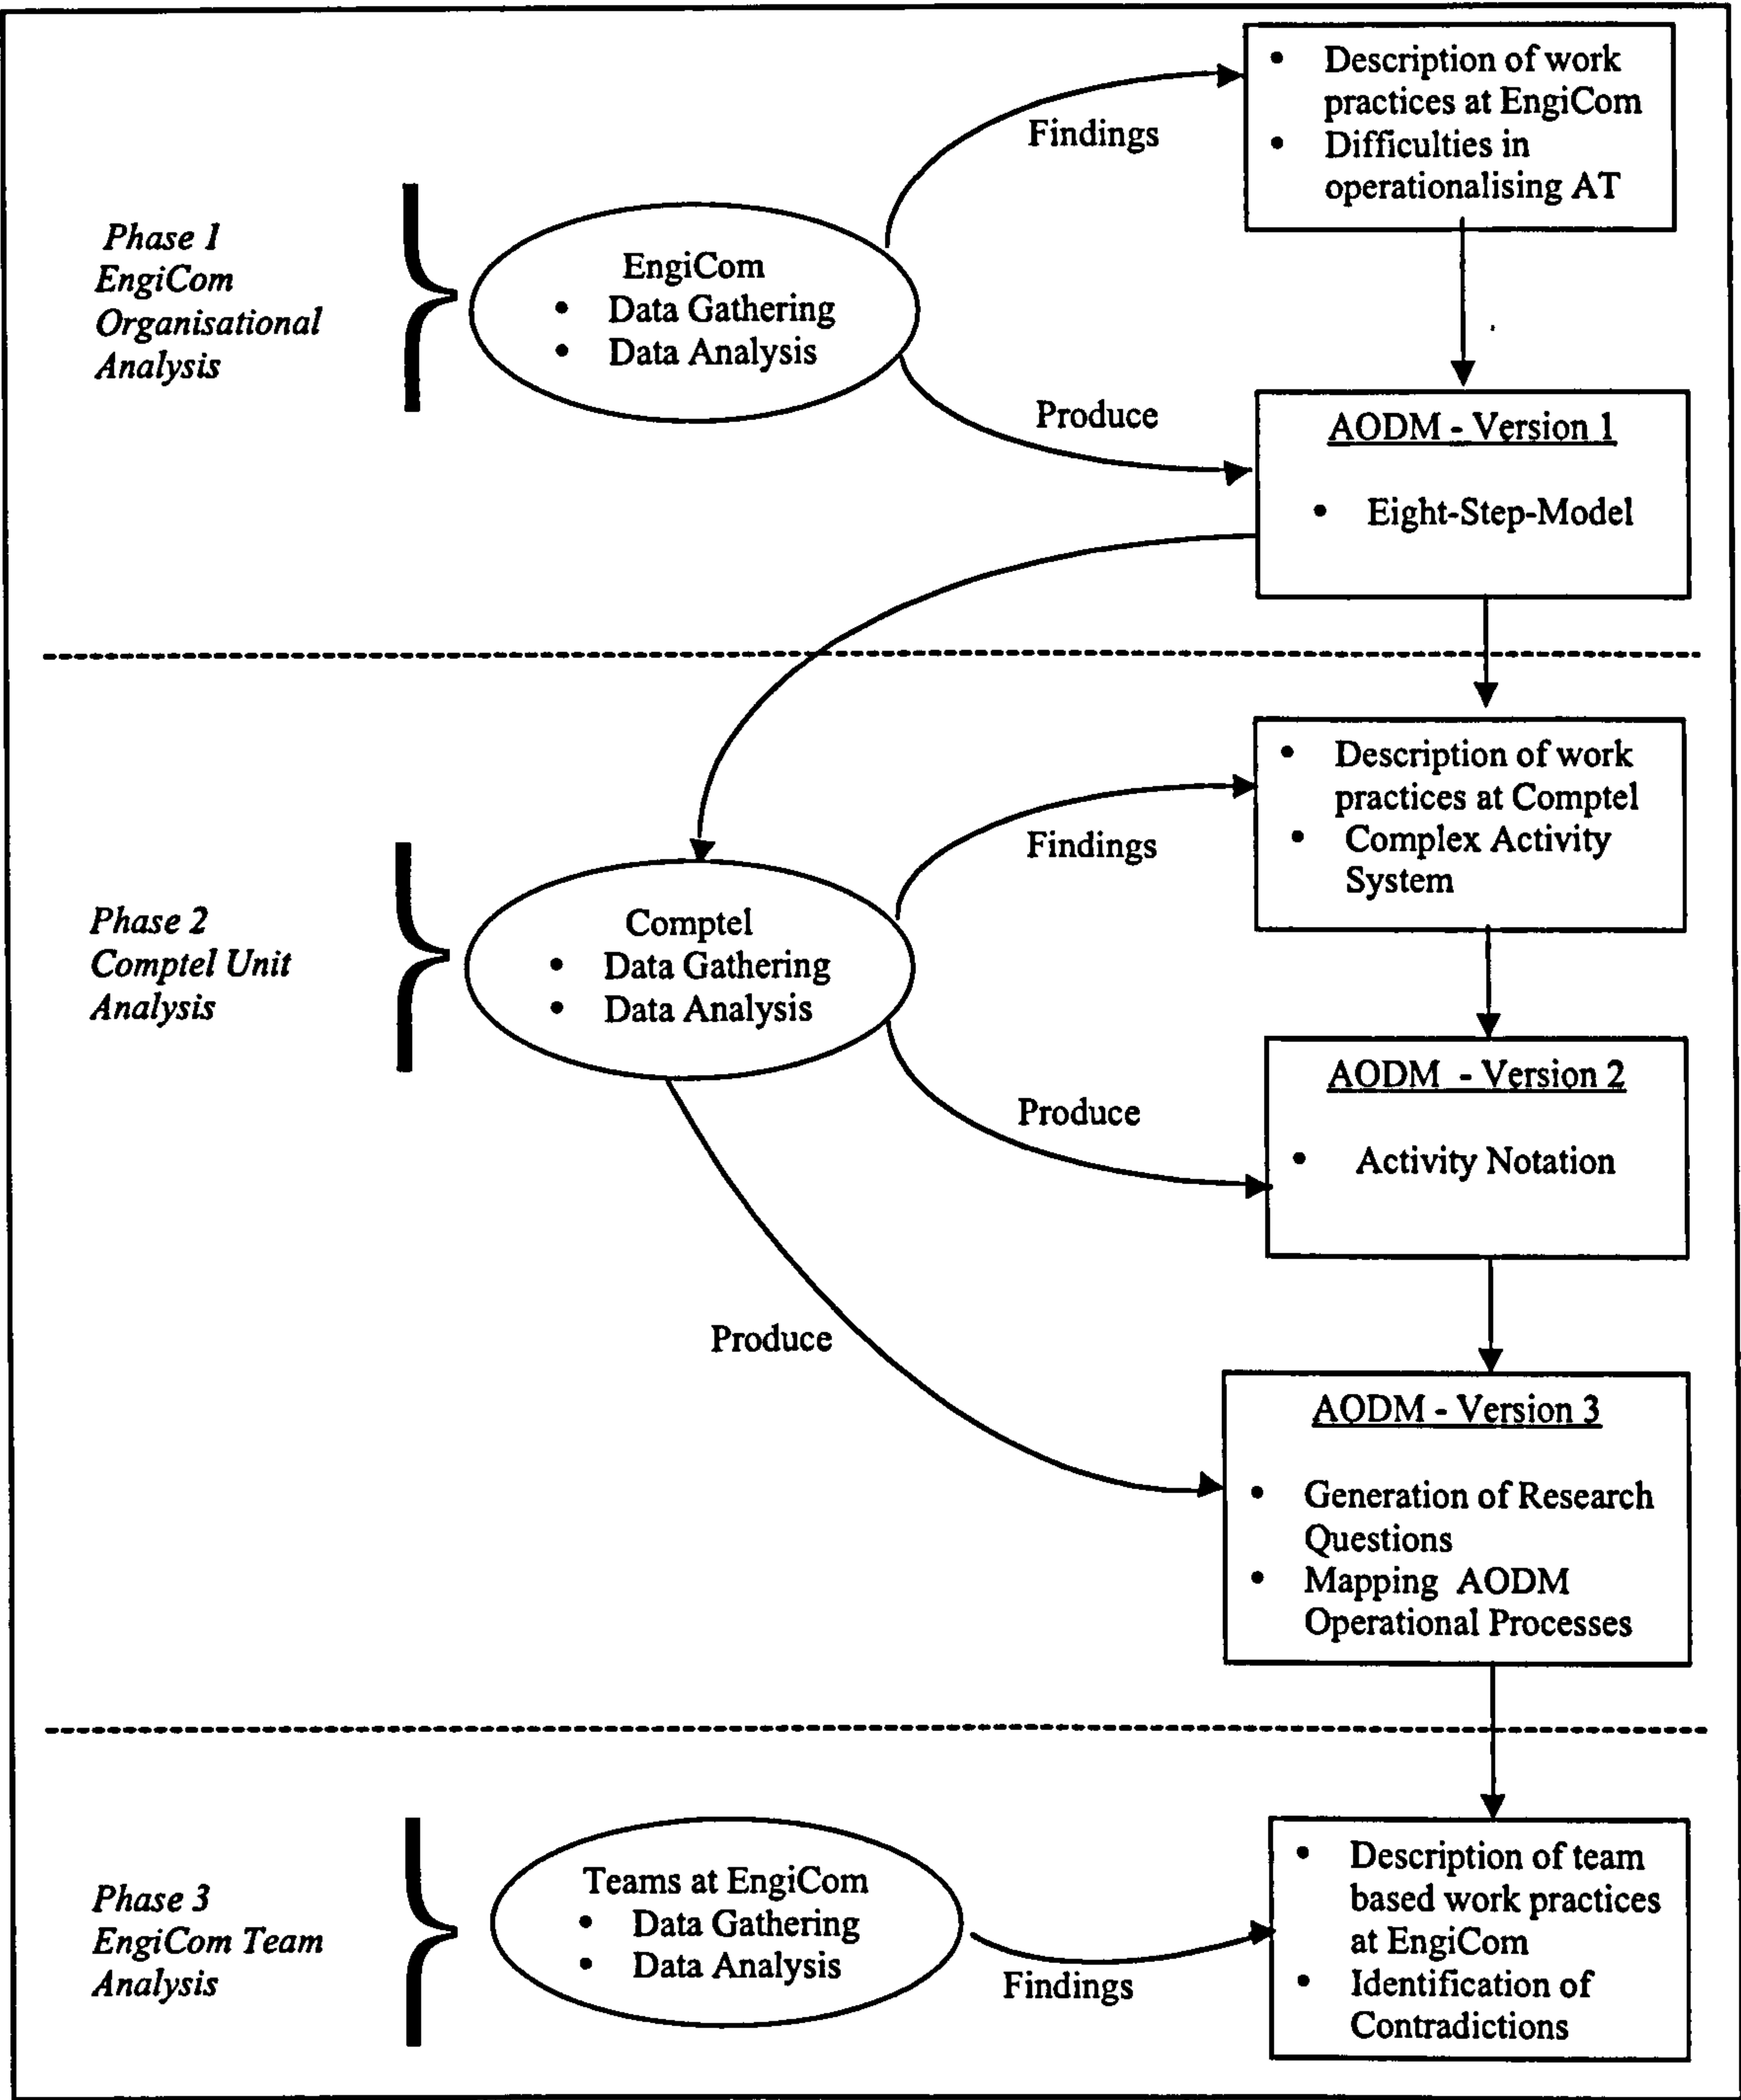 • Description of work
practices at EngiCom
• Difficulties in
operationalising AT
Findings
Phase 1
EngiCom
Organisational
Analysis
EngiCom
• Data Gathering
• Data Analysis
Produce
AODM - Version 1
• Eight-Step-Model
• Description of work
practices at Comptel
• Complex Activity
System
Findings
Phase 2
Comptel Unit
Analysis
Comptel
• Data Gathering
• Data Analysis
Produce
AODM - Version 2
• Activity Notation
Produce
AODM - Version 3
• Generation of Research
Questions
• Mapping AODM
Operational Processes
Phase 3
EngiCom Team
Analysis
Teams at EngiCom
• Data Gathering
• Data Analysis
Findings
• Description of team
based work practices
at EngiCom
• Identification of
Contradictions